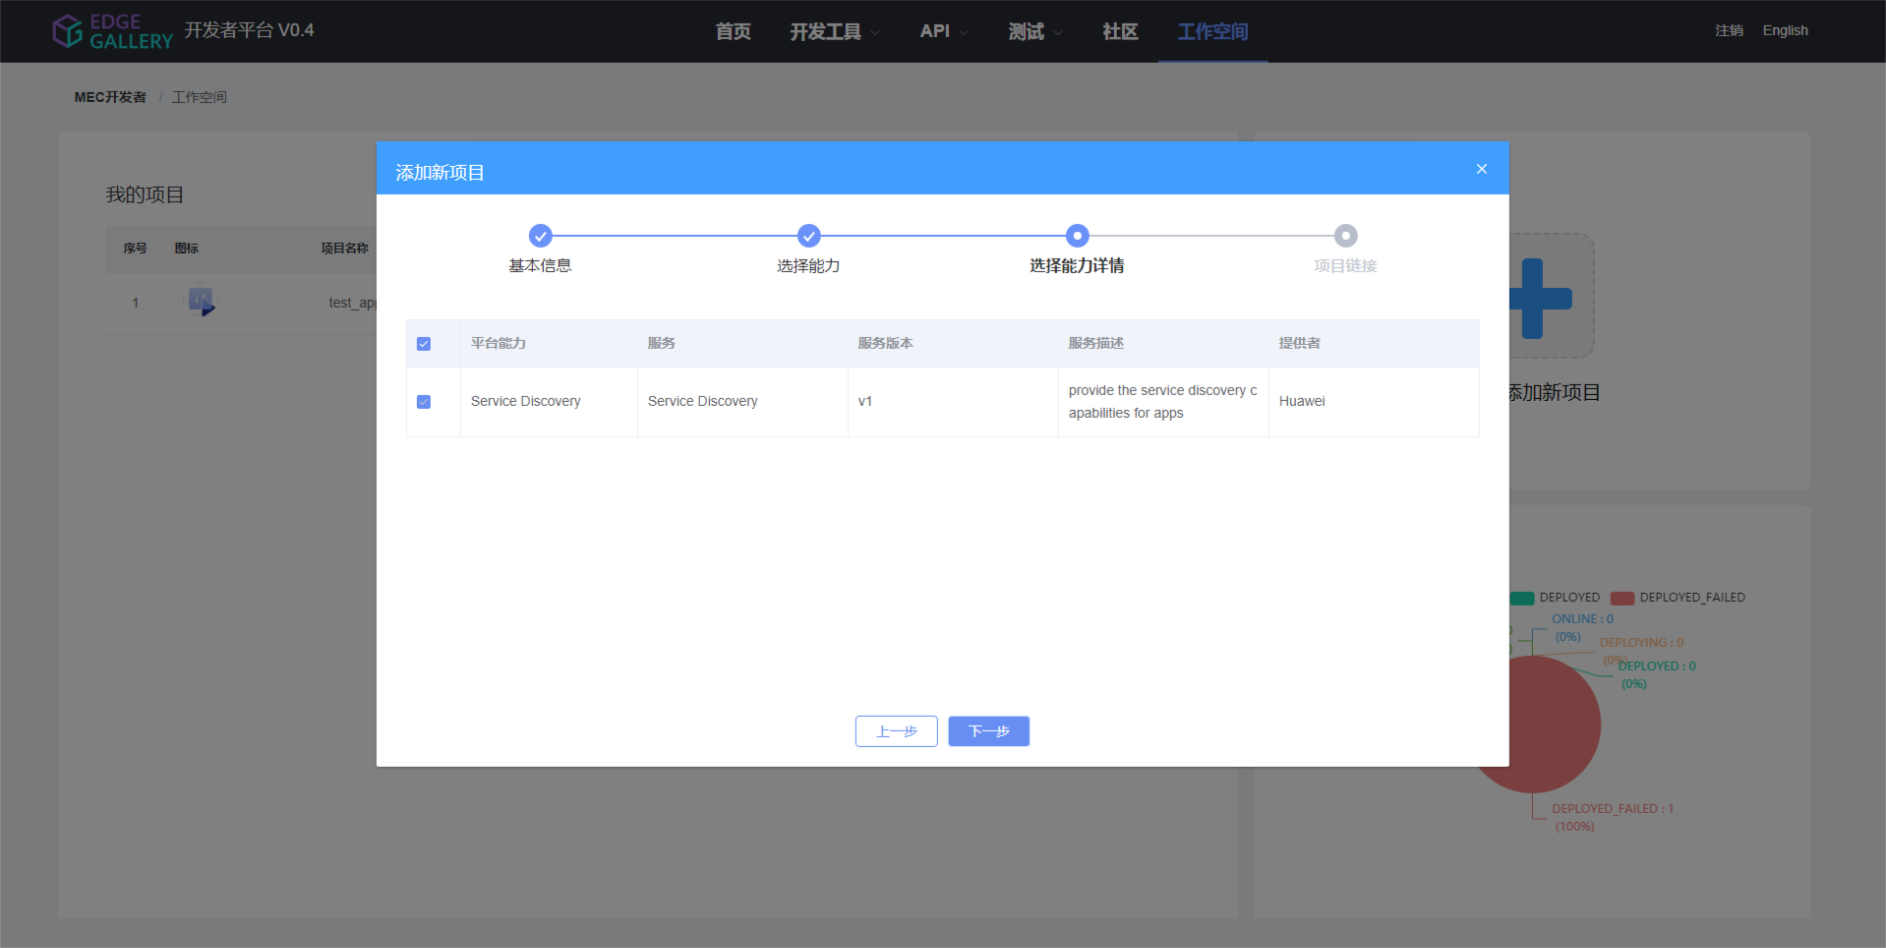 EDGE
GALLERY
开发者平台 V0.4
首页
开发工具
API
测试
社区
工作空间
注销
English
MEC开发者 / 工作空间
我的项目
序号
图标
项目名称
1
test_app
添加新项目
基本信息
选择能力
选择能力详情
项目链接
平台能力
服务
服务版本
服务描述
提供者
Service Discovery
Service Discovery
v1
provide the service discovery c
apabilities for apps
Huawei
上一步
下一步
添加新项目
DEPLOYED
DEPLOYED_FAILED
ONLINE : 0
(0%)
DEPLOYING : 0
(0%)
DEPLOYED : 0
(0%)
DEPLOYED_FAILED : 1
(100%)